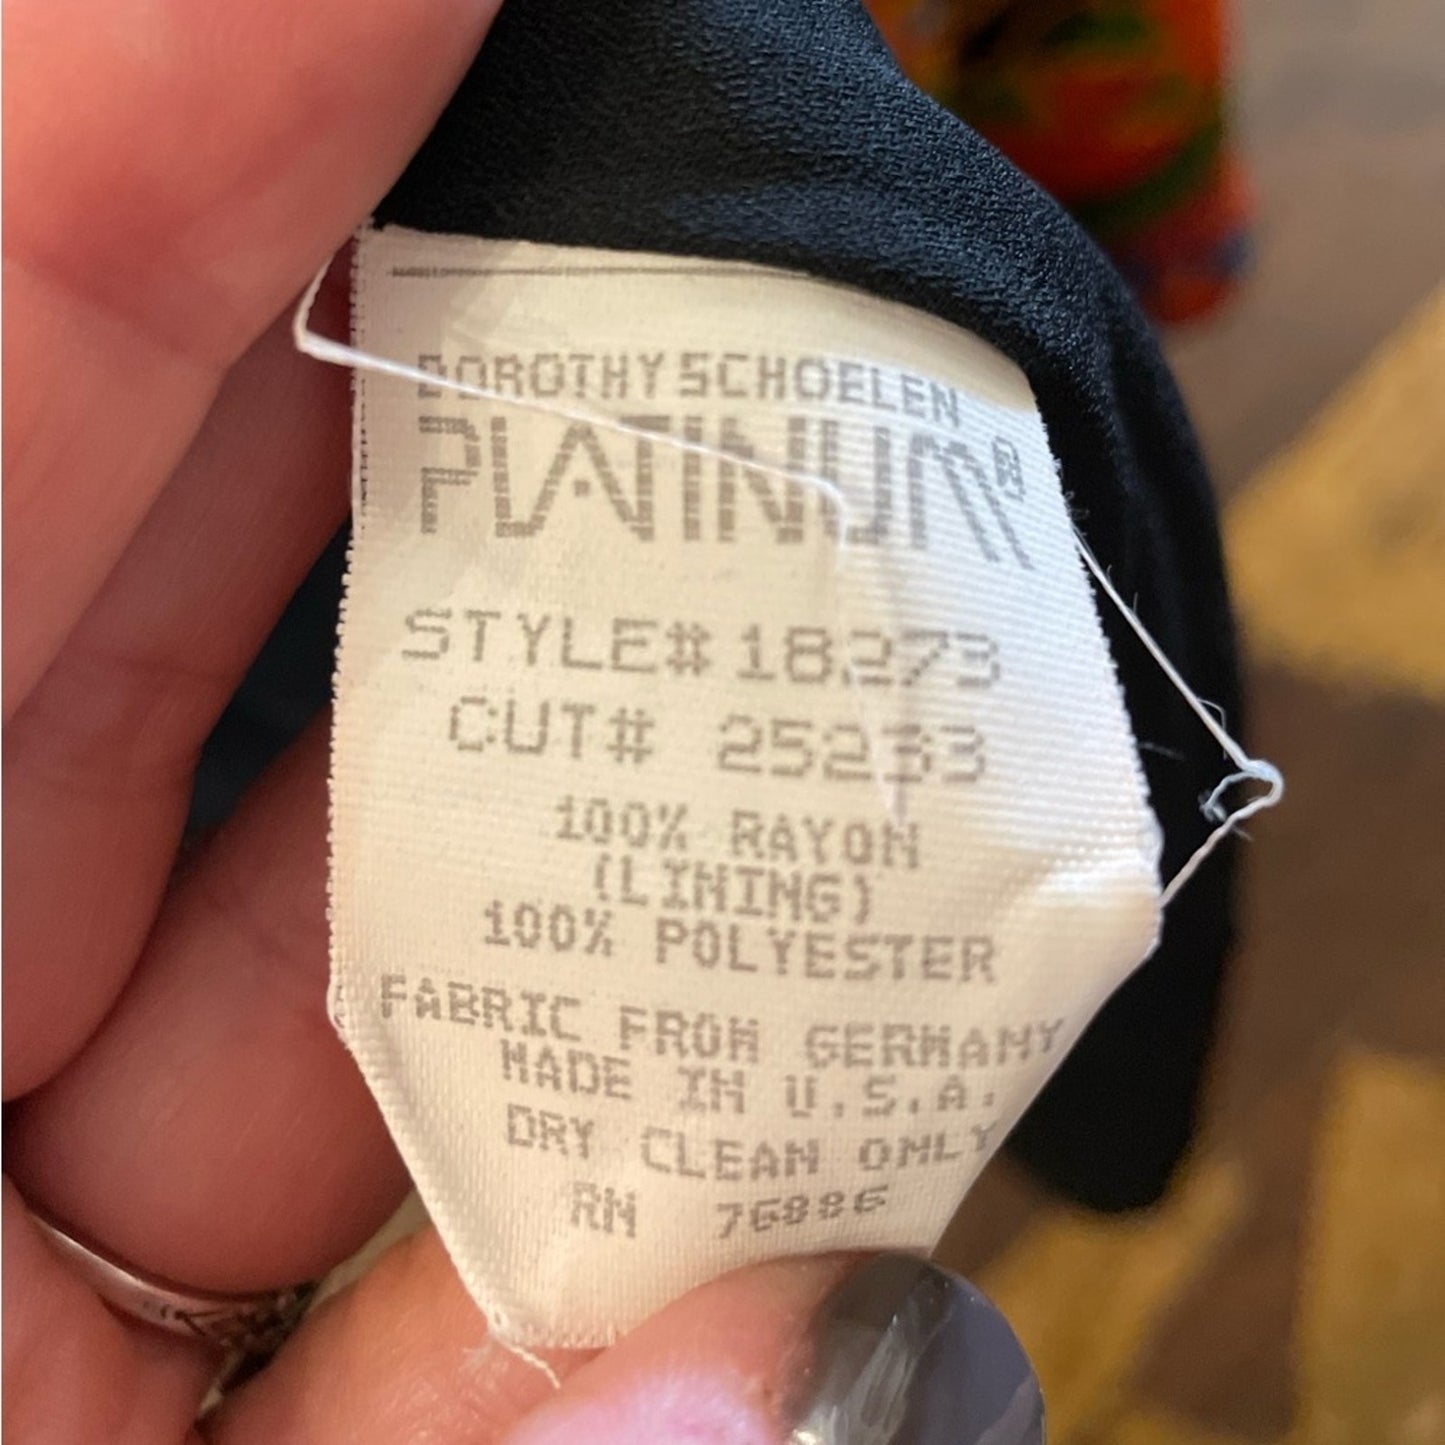 DOROTHY SCHOELEN
PLATINUM®
STYLE# 18273
CUT# 25233
100% RAYON
(LINING)
100% POLYESTER
FABRIC FROM GERMANY
MADE IN U.S.A.
DRY CLEAN ONLY
RN 76886